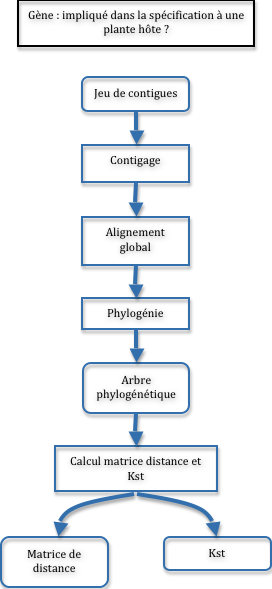 Gène : impliqué dans la spécification à une
plante hôte ?
Jeu de contigues
Contigage
Alignement
global
Phylogénie
Arbre
phylogénétique
Calcul matrice distance et
Kst
Matrice de
distance
Kst